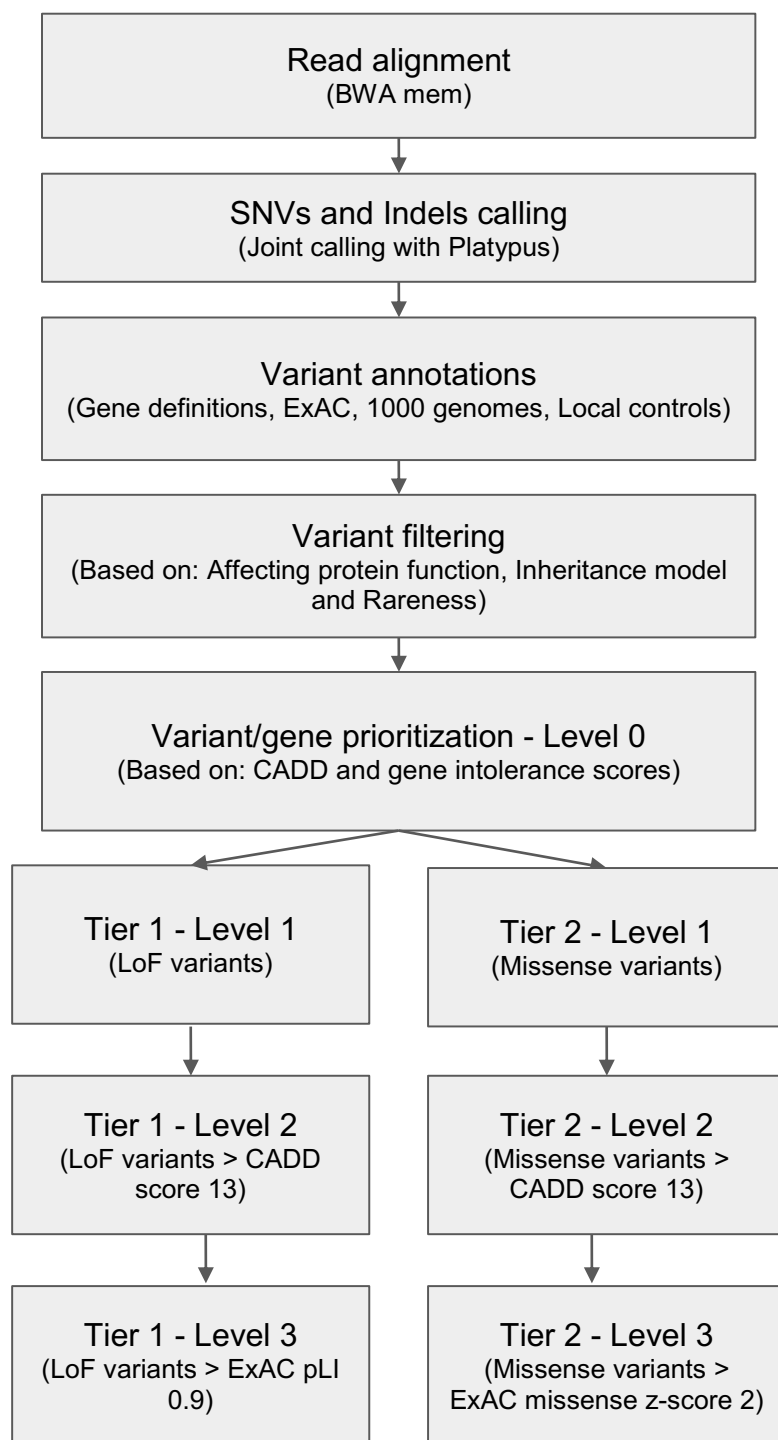 Read alignment
(BWA mem)
SNVs and Indels calling
(Joint calling with Platypus)
Variant annotations
(Gene definitions, ExAC, 1000 genomes, Local controls)
Variant filtering
(Based on: Affecting protein function, Inheritance model
and Rareness)
Variant/gene prioritization - Level 0
(Based on: CADD and gene intolerance scores)
Tier 1 - Level 1
(LoF variants)
Tier 2 - Level 1
(Missense variants)
Tier 1 - Level 2
(LoF variants > CADD
score 13)
Tier 2 - Level 2
(Missense variants >
CADD score 13)
Tier 1 - Level 3
(LoF variants > ExAC pLI
0.9)
Tier 2 - Level 3
(Missense variants >
ExAC missense z-score 2)